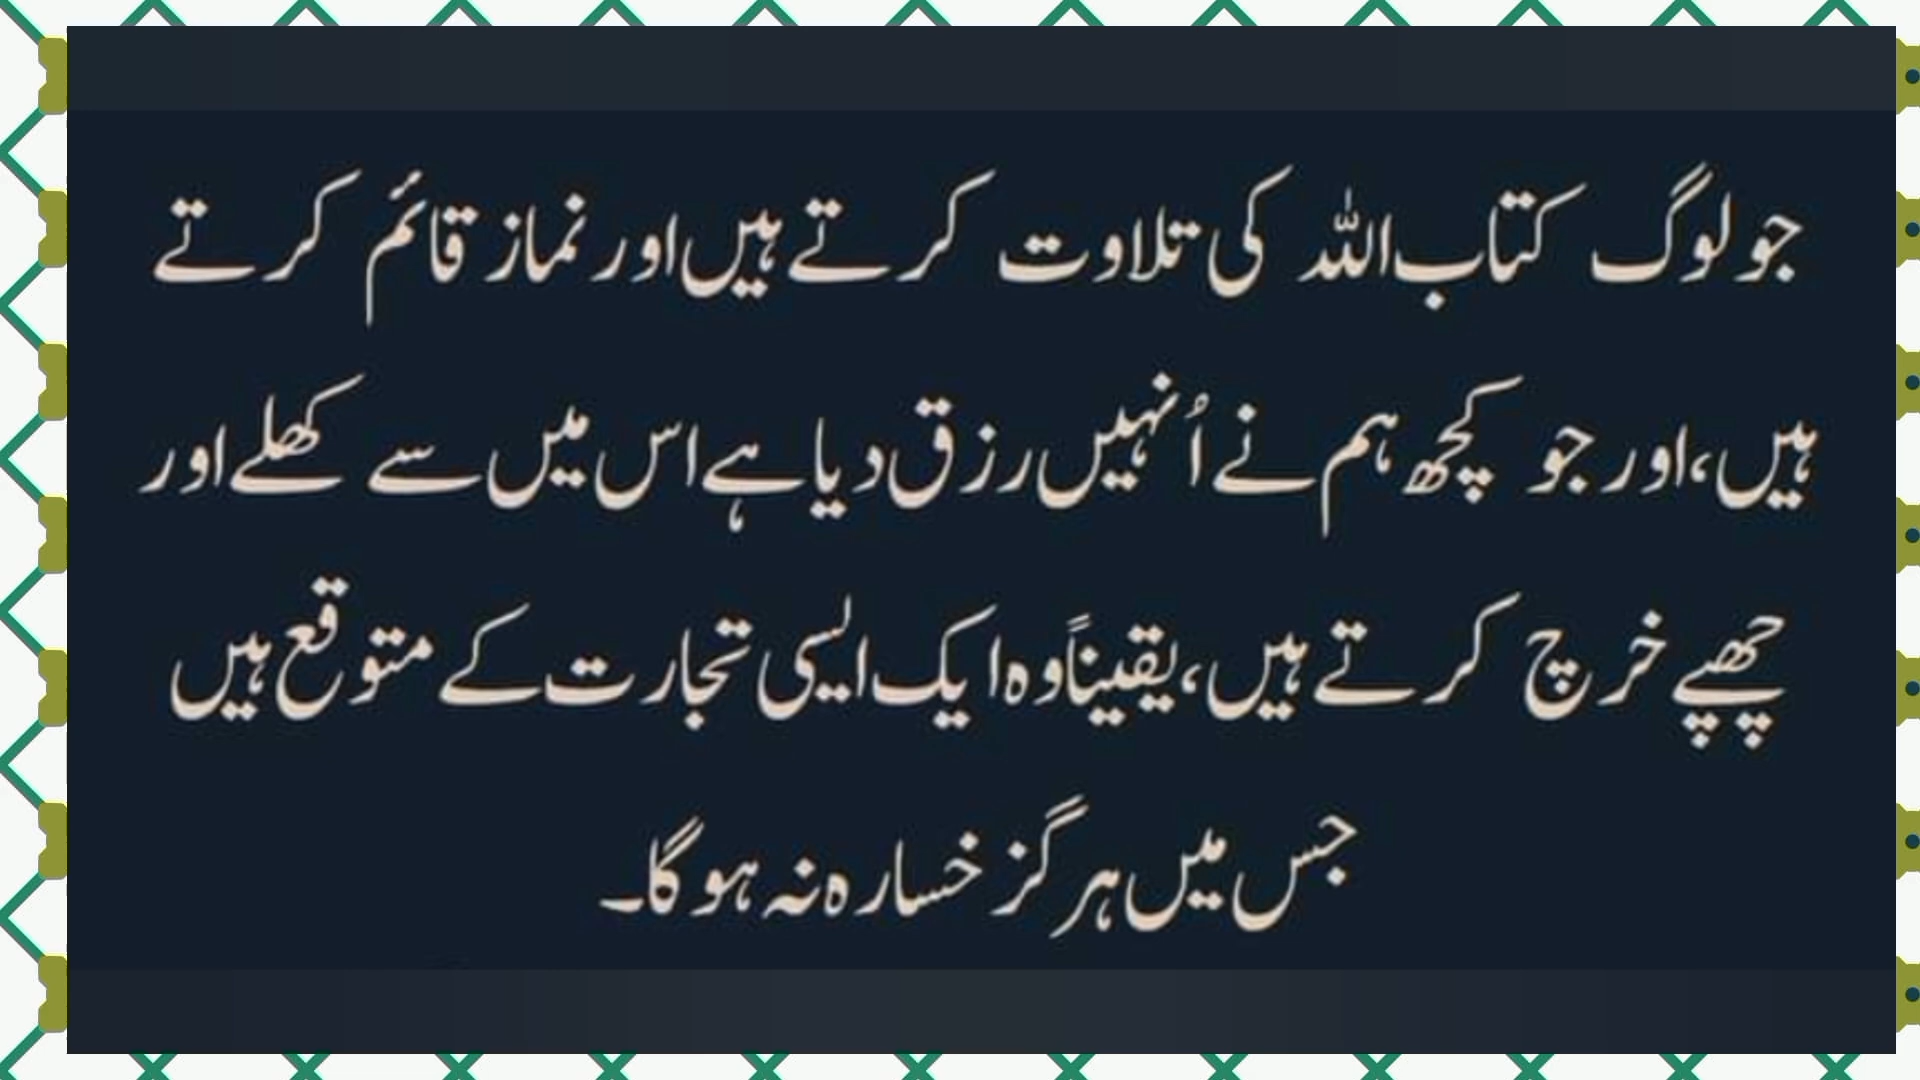 جو لوگ کتاب اللہ کی تلاوت کرتے ہیں اور نماز قائم کرتے
ہیں، اور جو کچھ ہم نے اُنہیں رزق دیا ہے اس میں سے کھلے اور
چھپے خرچ کرتے ہیں، یقیناً وہ ایک ایسی تجارت کے متوقع ہیں
جس میں ہرگز خسارہ نہ ہوگا۔